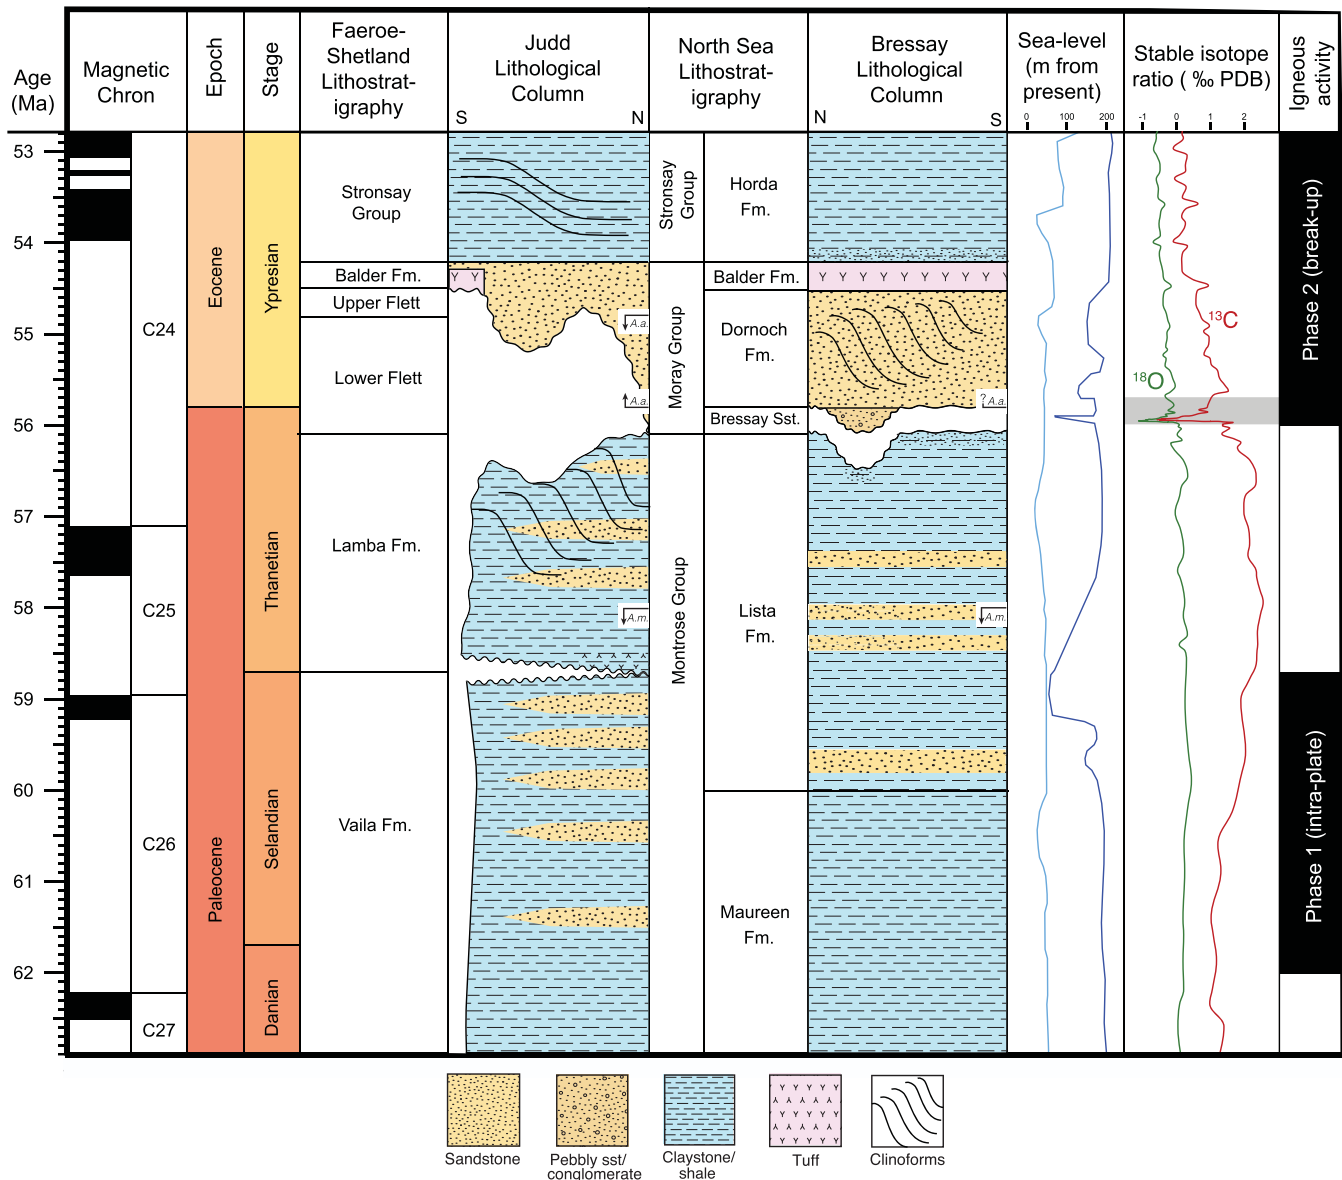 Age
(Ma)
Magnetic
Chron
Epoch
Stage
Faeroe-
Shetland
Lithostrat-
igraphy
Judd
Lithological
Column
S N
North Sea
Lithostrat-
igraphy
Bressay
Lithological
Column
N S
Sea-level
(m from
present)
0 100 200
Stable isotope
ratio ( ‰ PDB)
-1 0 1 2
Igneous
activity
53
54
55
56
57
58
59
60
61
62
C24
C25
C26
C27
Eocene
Paleocene
Ypresian
Thanetian
Selandian
Danian
Stronsay
Group
Balder Fm.
Upper Flett
Lower Flett
Lamba Fm.
Vaila Fm.
Y Y
A.a.
A.a.
A.m.
Stronsay
Group
Moray Group
Montrose Group
Horda
Fm.
Balder Fm.
Dornoch
Fm.
Bressay Sst.
Lista
Fm.
Maureen
Fm.
Y Y Y Y Y Y Y Y
? A.a.
A.m.
13C
18O
Phase 2 (break-up)
Phase 1 (intra-plate)
Sandstone
Pebbly sst/
conglomerate
Claystone/
shale
Tuff
Clinoforms